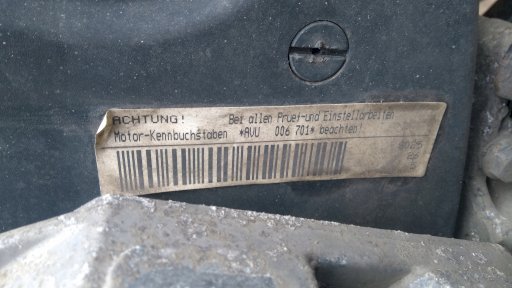 ACHTUNG! Bei allen Pruef-und Einstellarbeiten
Motor-Kennbuchstaben *AVU 006 701* beachten!